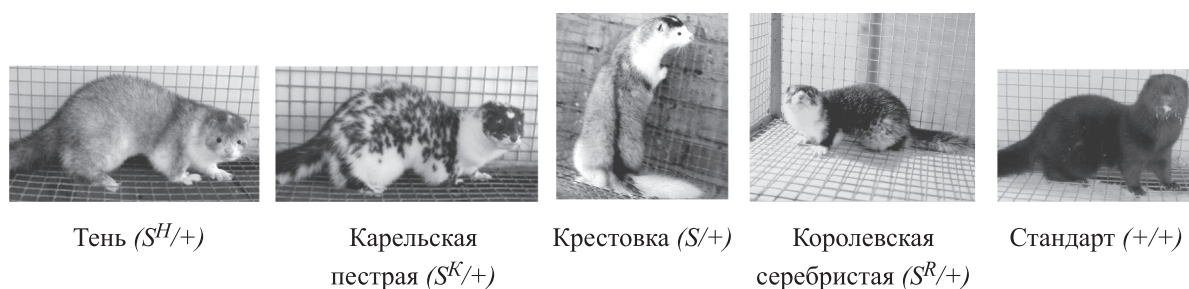 Тень (S^H/+)
Карельская
пестрая (S^K/+)
Крестовка (S/+)
Королевская
серебристая (S^R/+)
Стандарт (+/+)